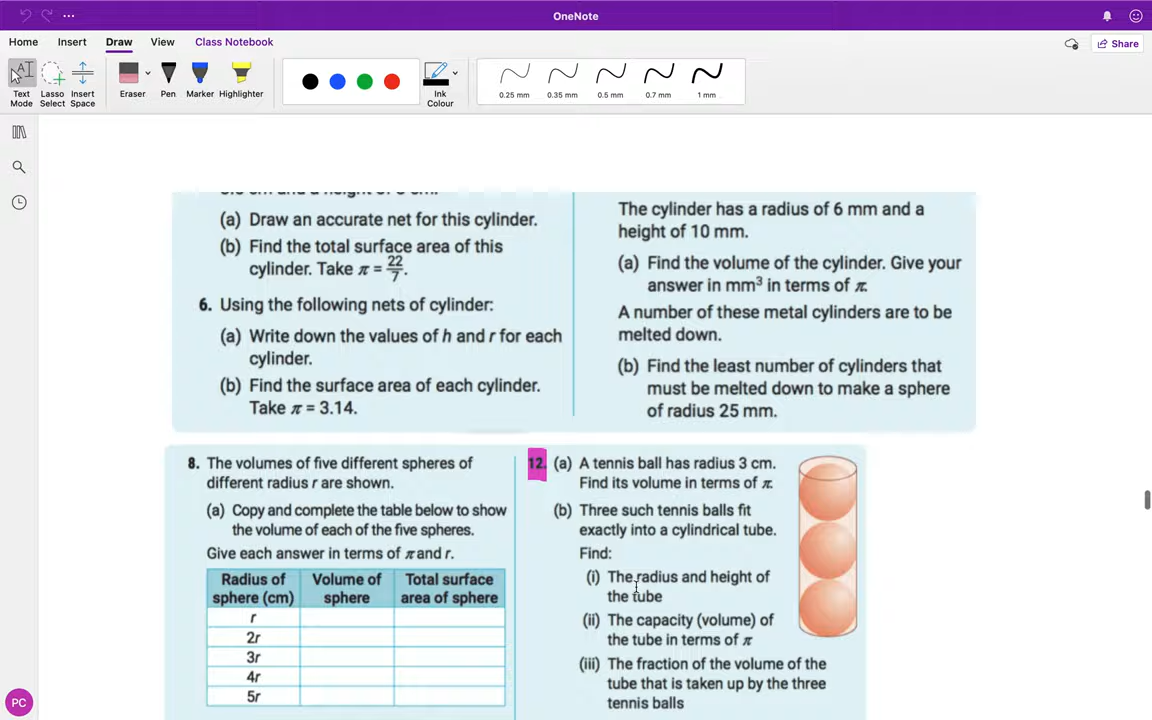 OneNote
Home Insert Draw View Class Notebook
Share
Text Mode
Lasso Select
Insert Space
Eraser
Pen
Marker
Highlighter
Ink Colour
0.25 mm 0.35 mm 0.5 mm 0.7 mm 1 mm
(a) Draw an accurate net for this cylinder.
(b) Find the total surface area of this
cylinder. Take π = 22/7.
6. Using the following nets of cylinder:
(a) Write down the values of h and r for each
cylinder.
(b) Find the surface area of each cylinder.
Take π = 3.14.
The cylinder has a radius of 6 mm and a
height of 10 mm.
(a) Find the volume of the cylinder. Give your
answer in mm³ in terms of π.
A number of these metal cylinders are to be
melted down.
(b) Find the least number of cylinders that
must be melted down to make a sphere
of radius 25 mm.
8. The volumes of five different spheres of
different radius r are shown.
(a) Copy and complete the table below to show
the volume of each of the five spheres.
Give each answer in terms of π and r.
Radius of sphere (cm) Volume of sphere Total surface area of sphere
r
2r
3r
4r
5r
12. (a) A tennis ball has radius 3 cm.
Find its volume in terms of π.
(b) Three such tennis balls fit
exactly into a cylindrical tube.
Find:
(i) The radius and height of
the tube
(ii) The capacity (volume) of
the tube in terms of π
(iii) The fraction of the volume of the
tube that is taken up by the three
tennis balls
PC